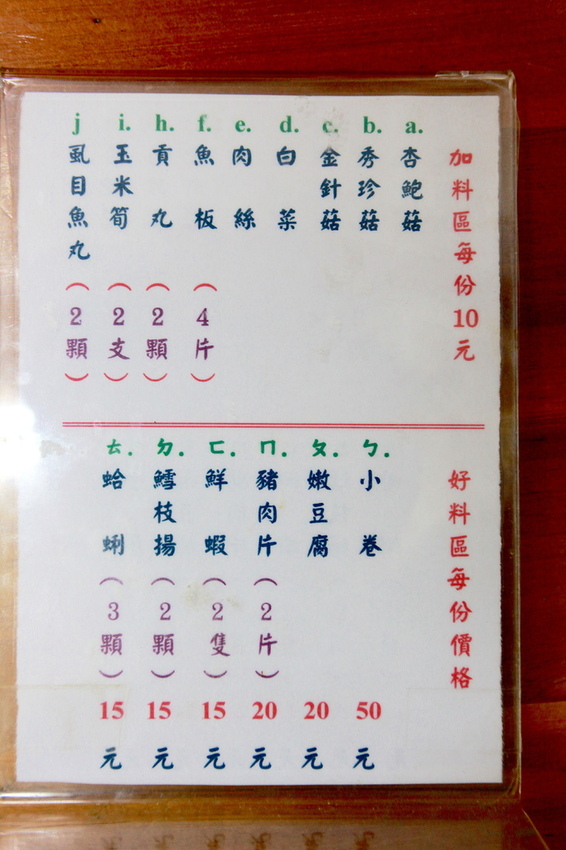 加料區每份10元
a.杏鮑菇
b.秀珍菇
c.金針菇
d.白菜
e.肉絲
f.魚板(4片)
h.貢丸(2顆)
i.玉米筍(2支)
j虱目魚丸(2顆)
好料區每份價格
ㄅ.小卷50元
ㄆ.嫩豆腐20元
ㄇ.豬肉片(2片)20元
ㄈ.鮮蝦(2隻)15元
ㄉ.鱈枝揚(2顆)15元
ㄊ.蛤蜊(3顆)15元